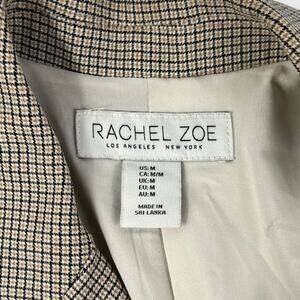 RACHEL ZOE
LOS ANGELES NEW YORK
US:M
CA:M/M
UK:M
EU:M
AU:M
MADE IN
SRI LANKA